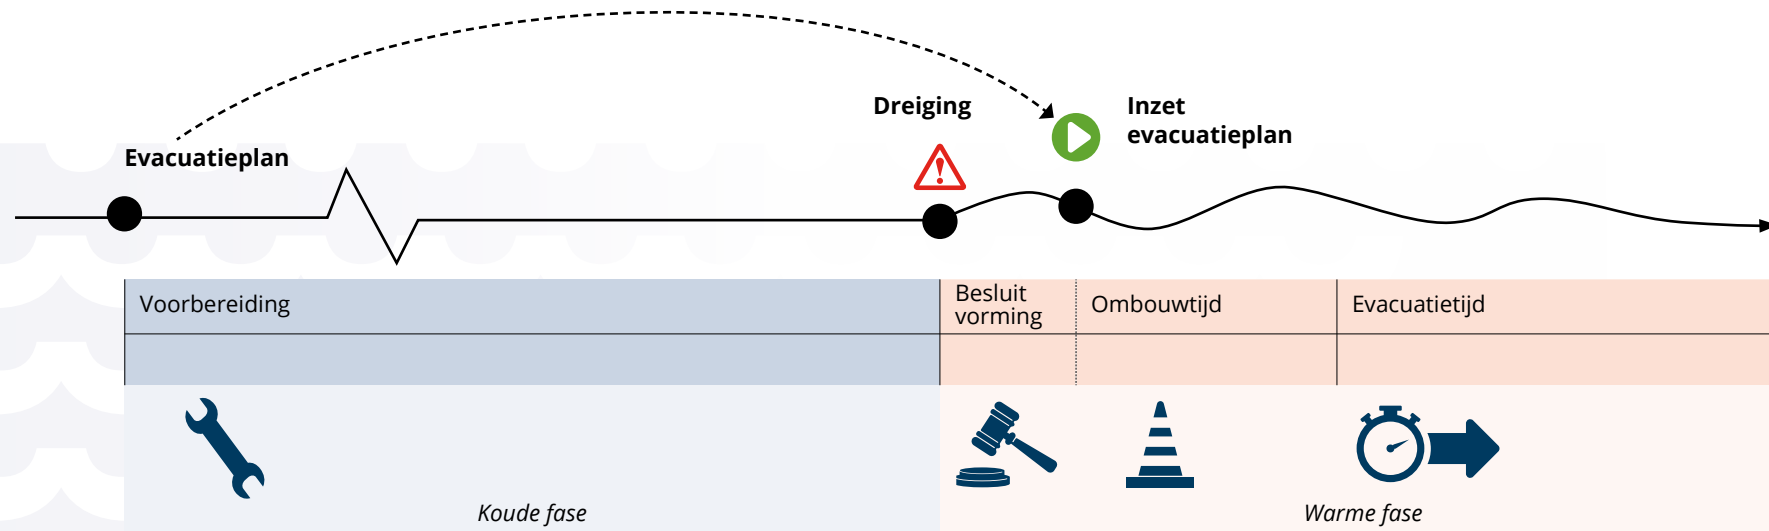 Dreiging
Inzet
evacuatieplan
Evacuatieplan
Voorbereiding
Besluit
vorming
Ombouwtijd
Evacuatietijd
Koude fase
Warme fase